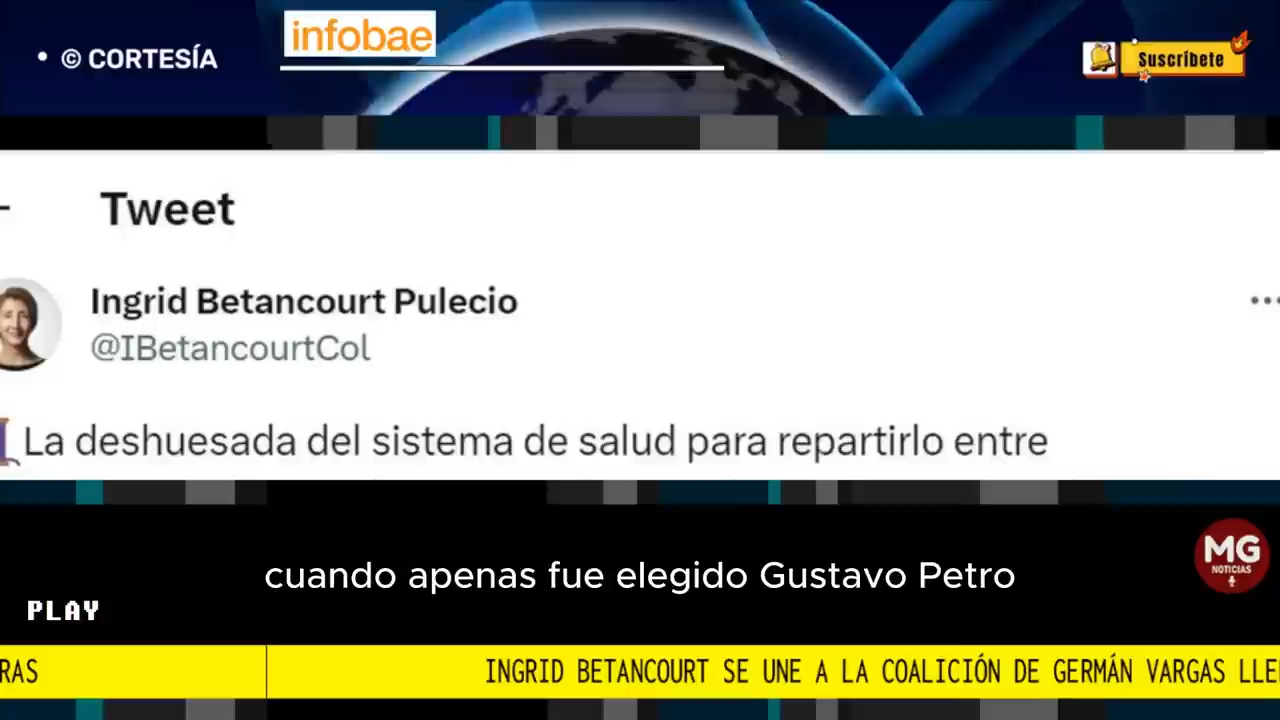 infobae
• © CORTESÍA
Suscríbete
Tweet
Ingrid Betancourt Pulecio
@IBetancourtCol
La deshuesada del sistema de salud para repartirlo entre
cuando apenas fue elegido Gustavo Petro
MG
NOTICIAS
PLAY
RAS
INGRID BETANCOURT SE UNE A LA COALICIÓN DE GERMÁN VARGAS LLE